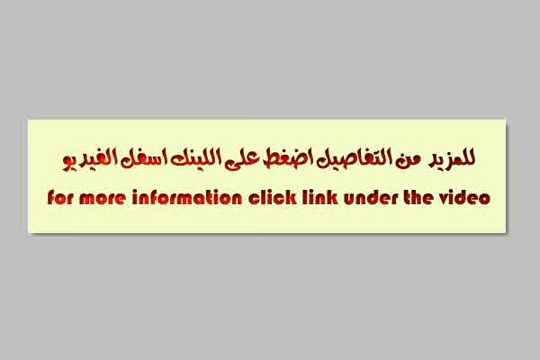 للمزيد من التفاصيل اضغط على اللينك اسفل الفيديو
for more information click link under the video